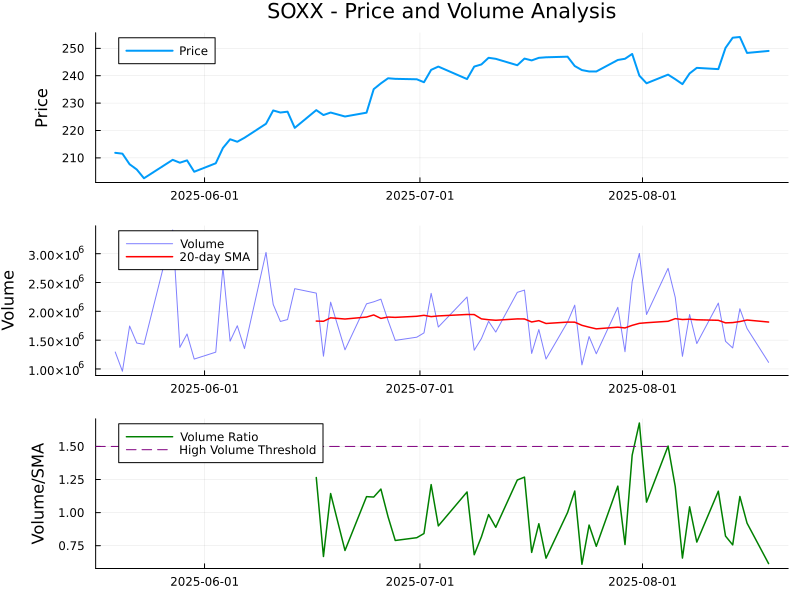 SOXX - Price and Volume Analysis
Price
250
240
230
220
210
Price
2025-06-01
2025-07-01
2025-08-01
Volume
20-day SMA
3.00×10⁶
2.50×10⁶
2.00×10⁶
1.50×10⁶
1.00×10⁶
Volume
2025-06-01
2025-07-01
2025-08-01
Volume Ratio
High Volume Threshold
1.50
1.25
1.00
0.75
Volume/SMA
2025-06-01
2025-07-01
2025-08-01